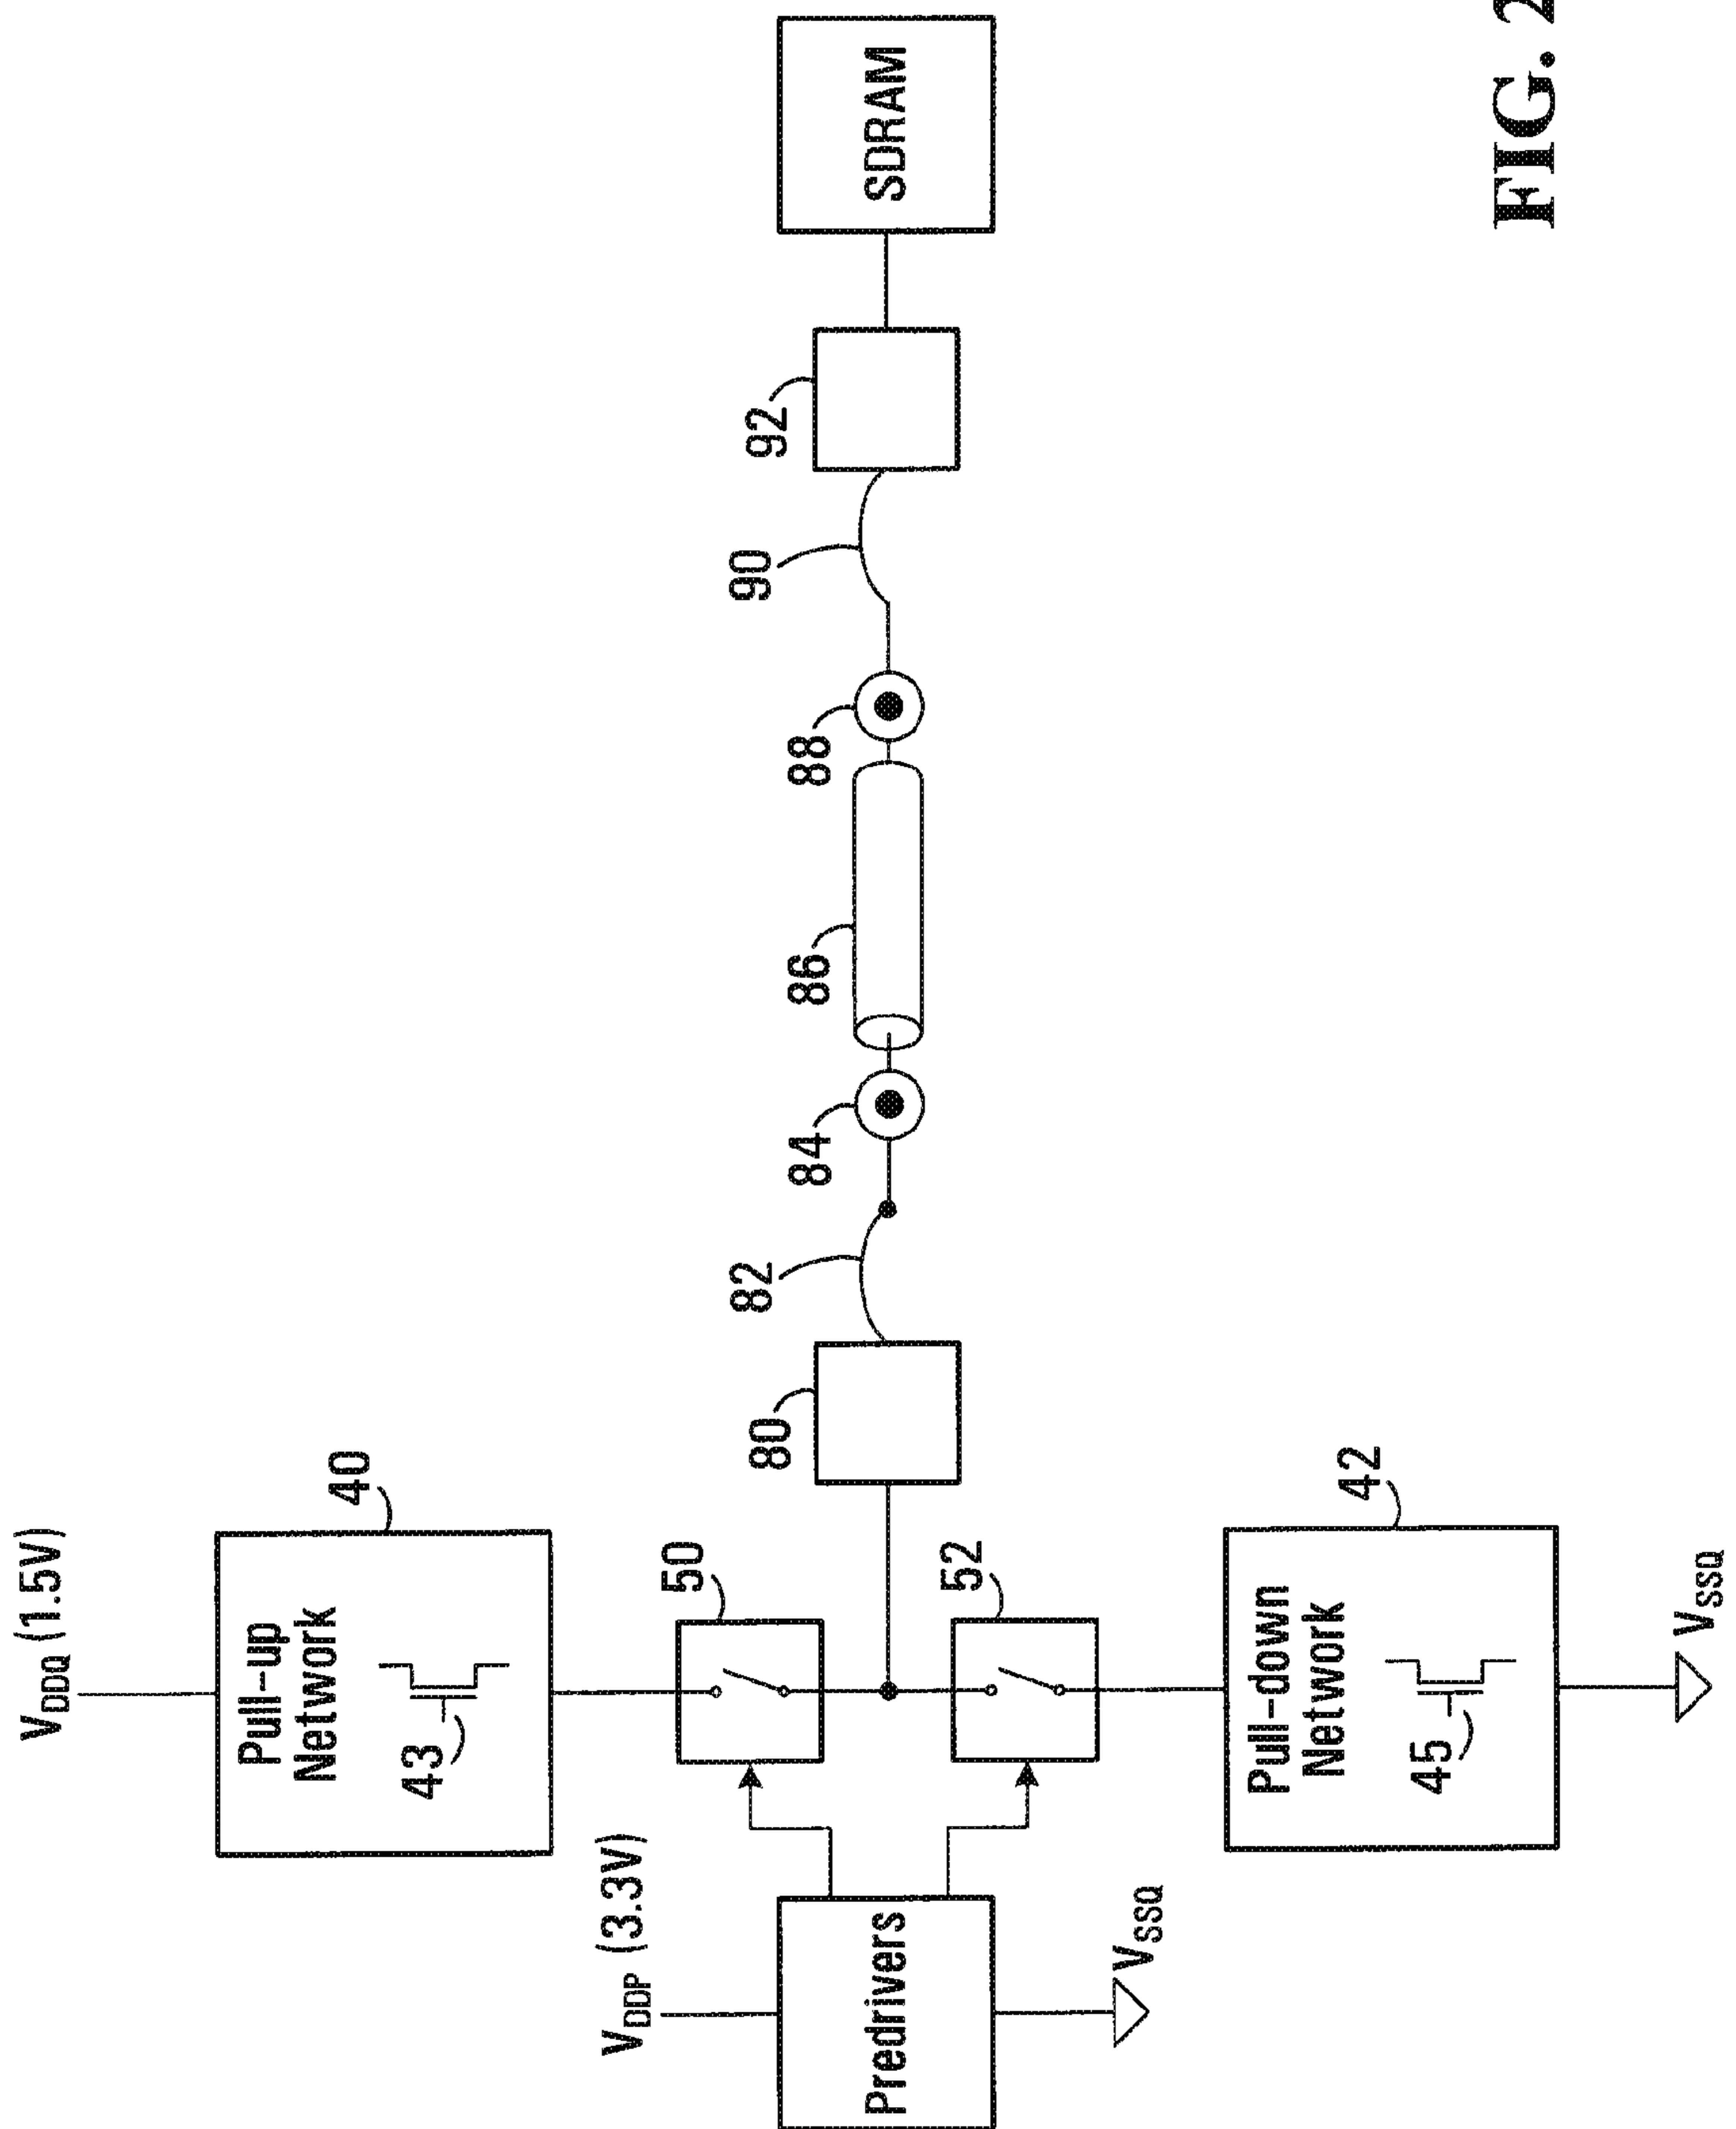 V_DDQ (1.5V)
Pull-up
Network
40
43
V_DDP (3.3V)
Predrivers
V_SSQ
50
52
Pull-down
Network
42
45
V_SSQ
80
82
84
86
88
90
92
SDRAM
FIG. 2